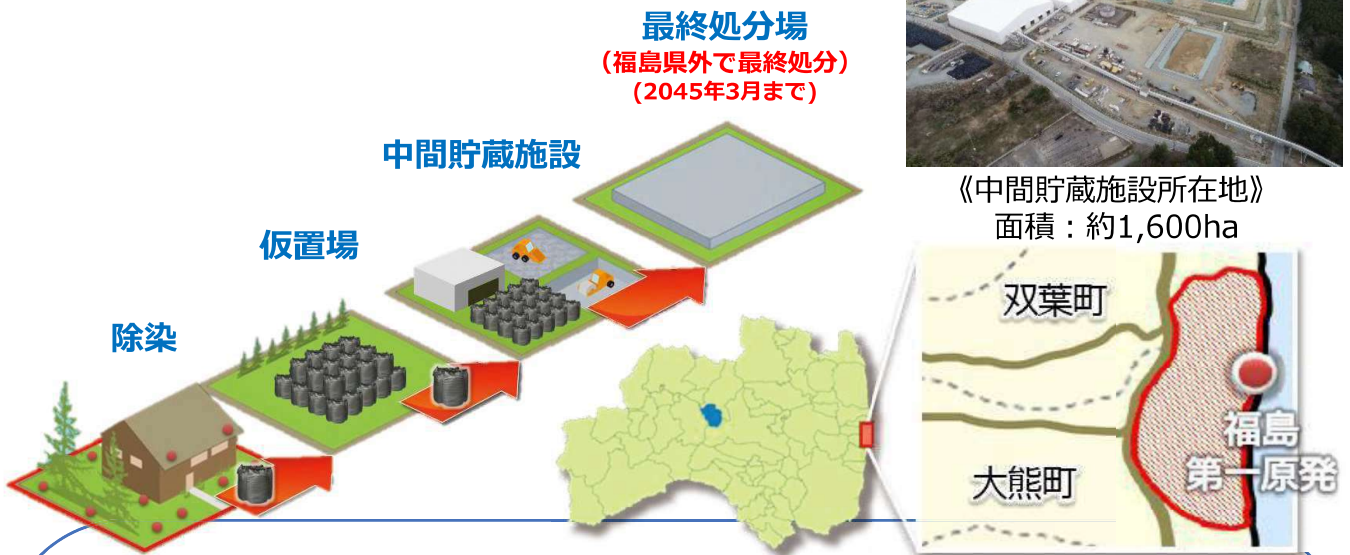 最終処分場
（福島県外で最終処分）
(2045年3月まで)
中間貯蔵施設
仮置場
除染
《中間貯蔵施設所在地》
面積：約1,600ha
双葉町
大熊町
福島
第一原発